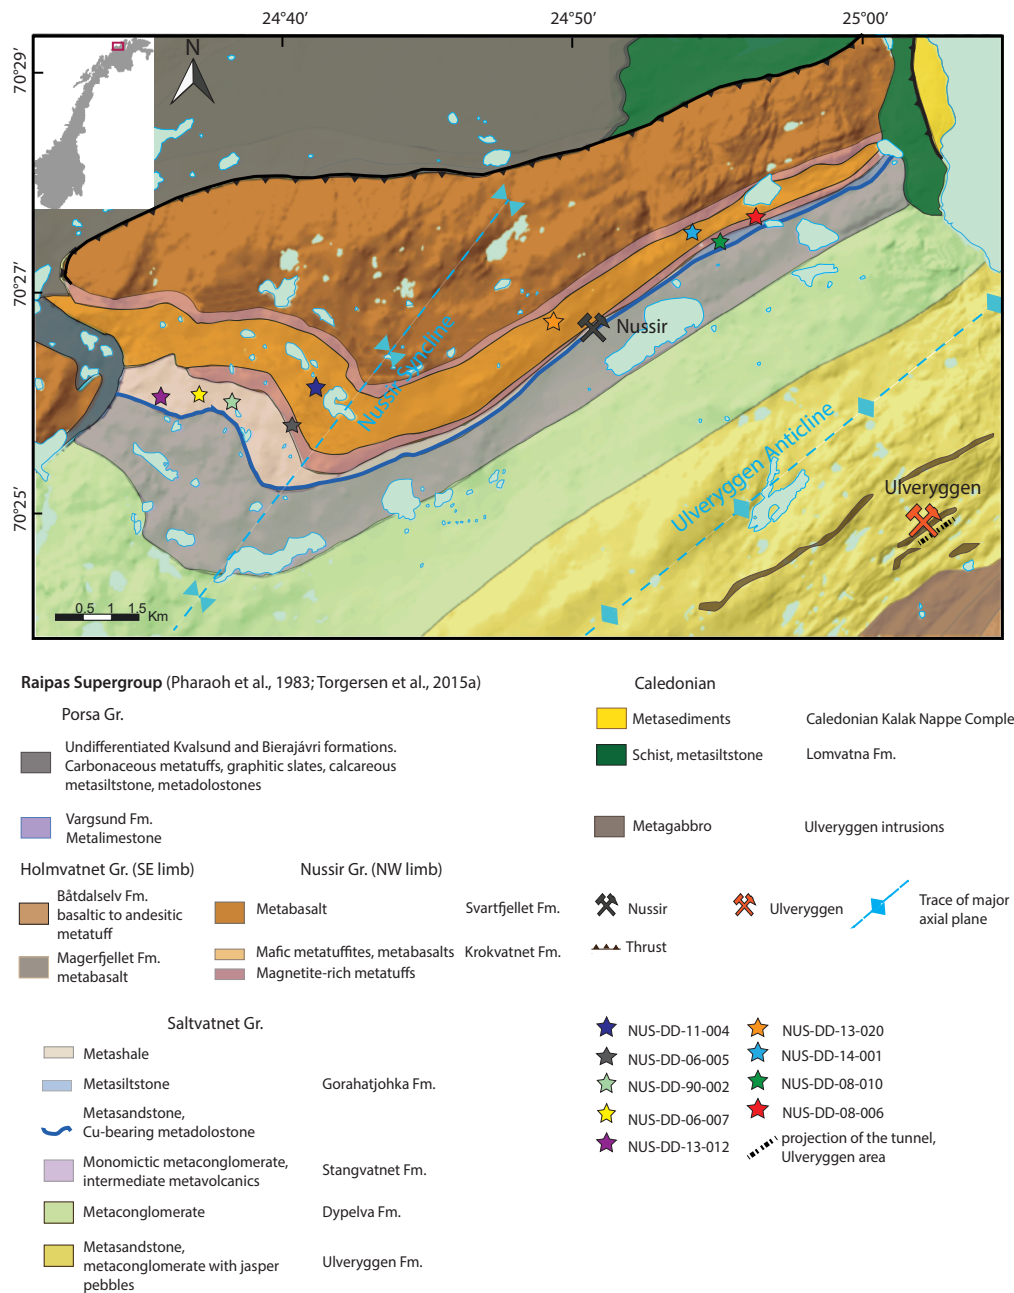 24°40′ 24°50′ 25°00′
70°29′
N
70°27′
Nussir
Nussir Syncline
Ulveryggen Anticline
Ulveryggen
70°25′
0.5 1 1.5 Km
Raipas Supergroup (Pharaoh et al., 1983; Torgersen et al., 2015a)
Porsa Gr.
Undifferentiated Kvalsund and Bierajávri formations.
Carbonaceous metatuffs, graphitic slates, calcareous
metasiltstone, metadolostones
Vargsund Fm.
Metalimestone
Holmvatnet Gr. (SE limb)
Båtdalselv Fm.
basaltic to andesitic
metatuff
Magerfjellet Fm.
metabasalt
Nussir Gr. (NW limb)
Metabasalt Svartfjellet Fm.
Mafic metatuffites, metabasalts Krokvatnet Fm.
Magnetite-rich metatuffs
Saltvatnet Gr.
Metashale
Metasiltstone Gorahatjohka Fm.
Metasandstone,
Cu-bearing metadolostone
Monomictic metaconglomerate,
intermediate metavolcanics Stangvatnet Fm.
Metaconglomerate Dypelva Fm.
Metasandstone,
metaconglomerate with jasper Ulveryggen Fm.
pebbles
Caledonian
Metasediments Caledonian Kalak Nappe Comple
Schist, metasiltstone Lomvatna Fm.
Metagabbro Ulveryggen intrusions
Nussir Ulveryggen Trace of major
axial plane
Thrust
NUS-DD-11-004 NUS-DD-13-020
NUS-DD-06-005 NUS-DD-14-001
NUS-DD-90-002 NUS-DD-08-010
NUS-DD-06-007 NUS-DD-08-006
NUS-DD-13-012 projection of the tunnel,
Ulveryggen area